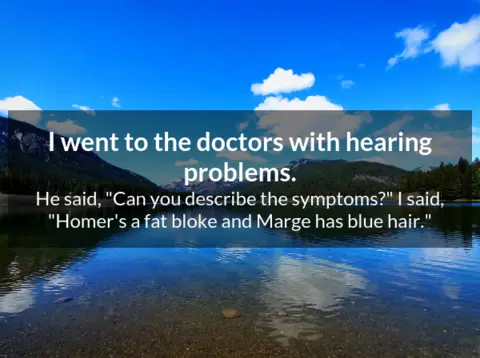 I went to the doctors with hearing
problems.
He said, "Can you describe the symptoms?" I said,
"Homer's a fat bloke and Marge has blue hair."